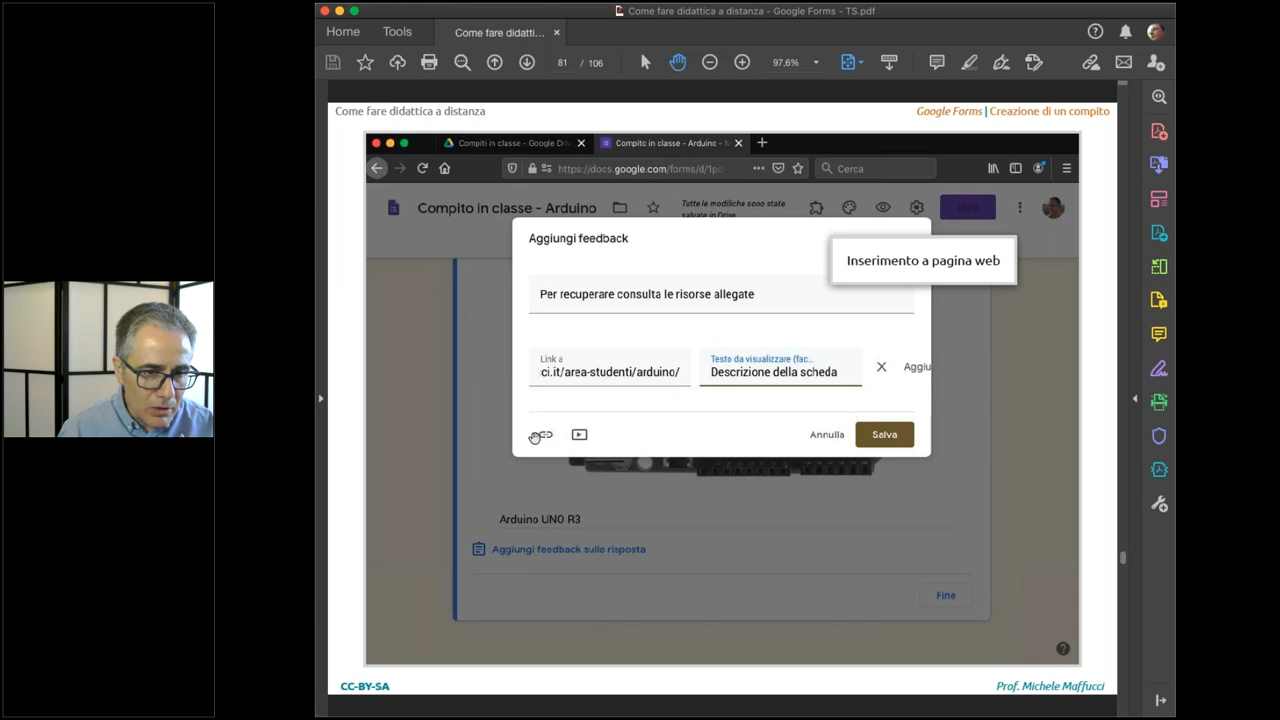 Come fare didattica a distanza - Google Forms - TS.pdf
Home
Tools
Come fare didatti...
81 / 106
97,6%
Come fare didattica a distanza
Google Forms | Creazione di un compito
Compiti in classe - Google Driv
Compito in classe - Arduino -
https://docs.google.com/forms/d/1po
Cerca
Compito in classe - Arduino
Tutte le modifiche sono state
salvate in Drive
Invia
Aggiungi feedback
Inserimento a pagina web
Per recuperare consulta le risorse allegate
Link a
ci.it/area-studenti/arduino/
Testo da visualizzare (fac...
Descrizione della scheda
Aggiu
Annulla
Salva
Arduino UNO R3
Aggiungi feedback sulla risposta
Fine
CC-BY-SA
Prof. Michele Maffucci